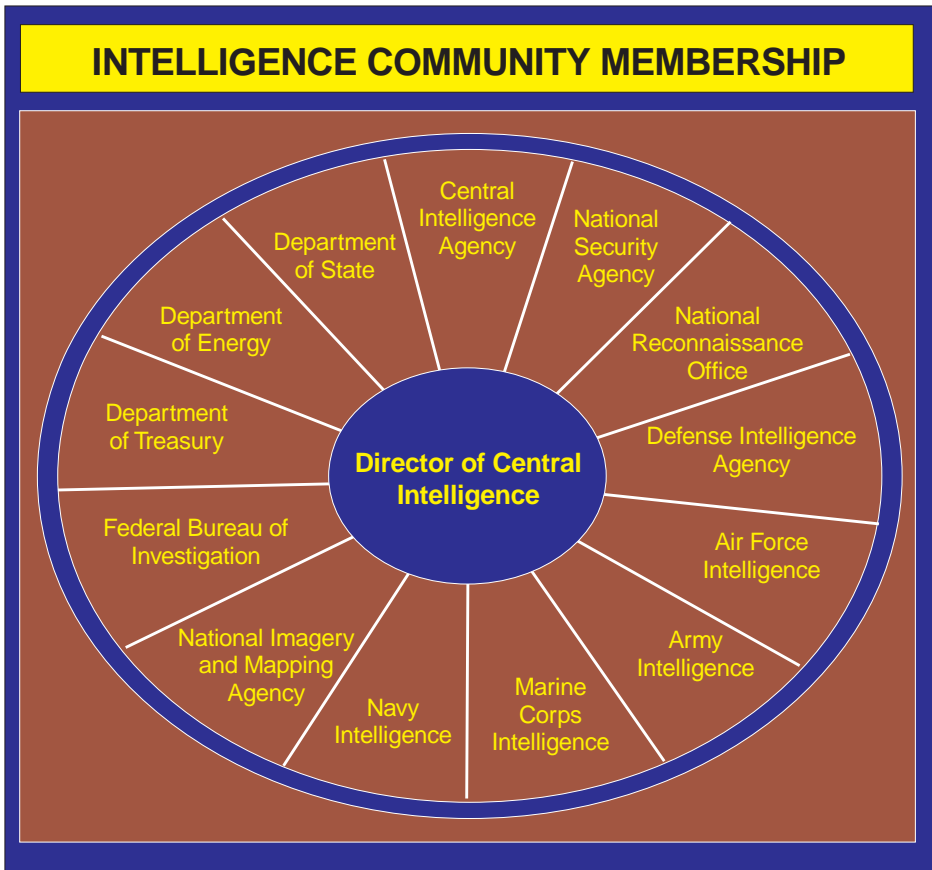 INTELLIGENCE COMMUNITY MEMBERSHIP
Central
Intelligence
Agency
National
Security
Agency
National
Reconnaissance
Office
Defense Intelligence
Agency
Air Force
Intelligence
Army
Intelligence
Marine
Corps
Intelligence
Navy
Intelligence
National Imagery
and Mapping
Agency
Federal Bureau of
Investigation
Department
of Treasury
Department
of Energy
Department
of State
Director of Central
Intelligence